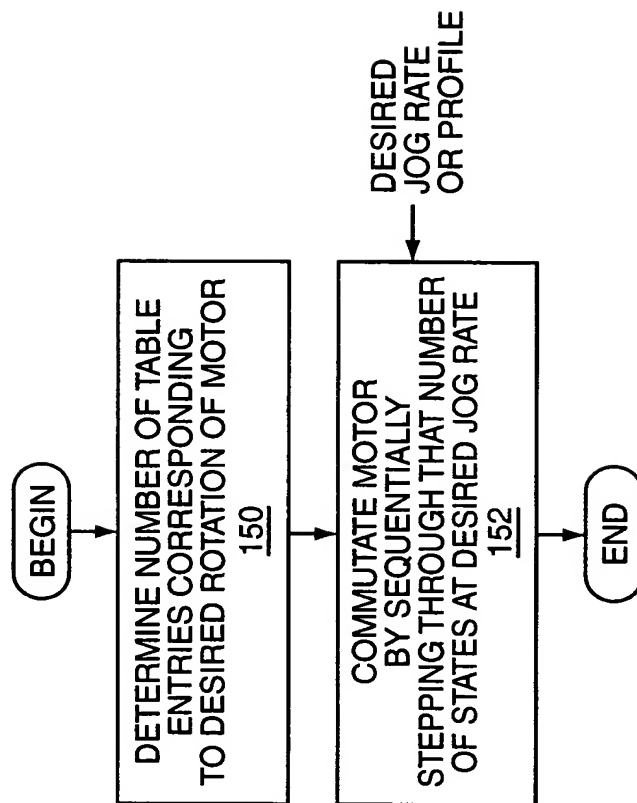 BEGIN
DETERMINE NUMBER OF TABLE
ENTRIES CORRESPONDING
TO DESIRED ROTATION OF MOTOR
150
COMMUTATE MOTOR
BY SEQUENTIALLY
STEPPING THROUGH THAT NUMBER
OF STATES AT DESIRED JOG RATE
152
DESIRED
JOG RATE
OR PROFILE
END